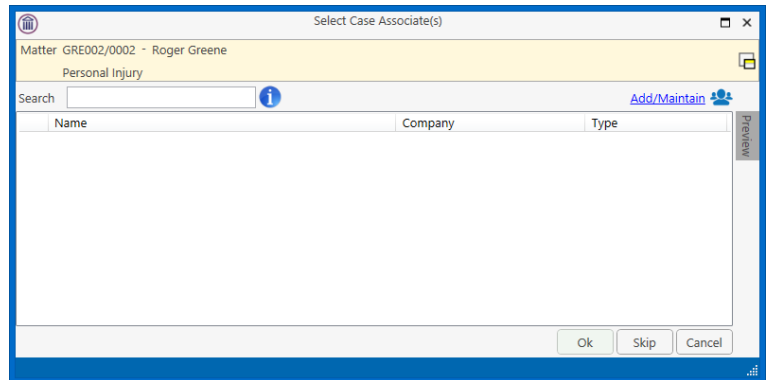 Select Case Associate(s)
Matter GRE002/0002 - Roger Greene
Personal Injury
Search
Add/Maintain
Name Company Type
Preview
Ok Skip Cancel